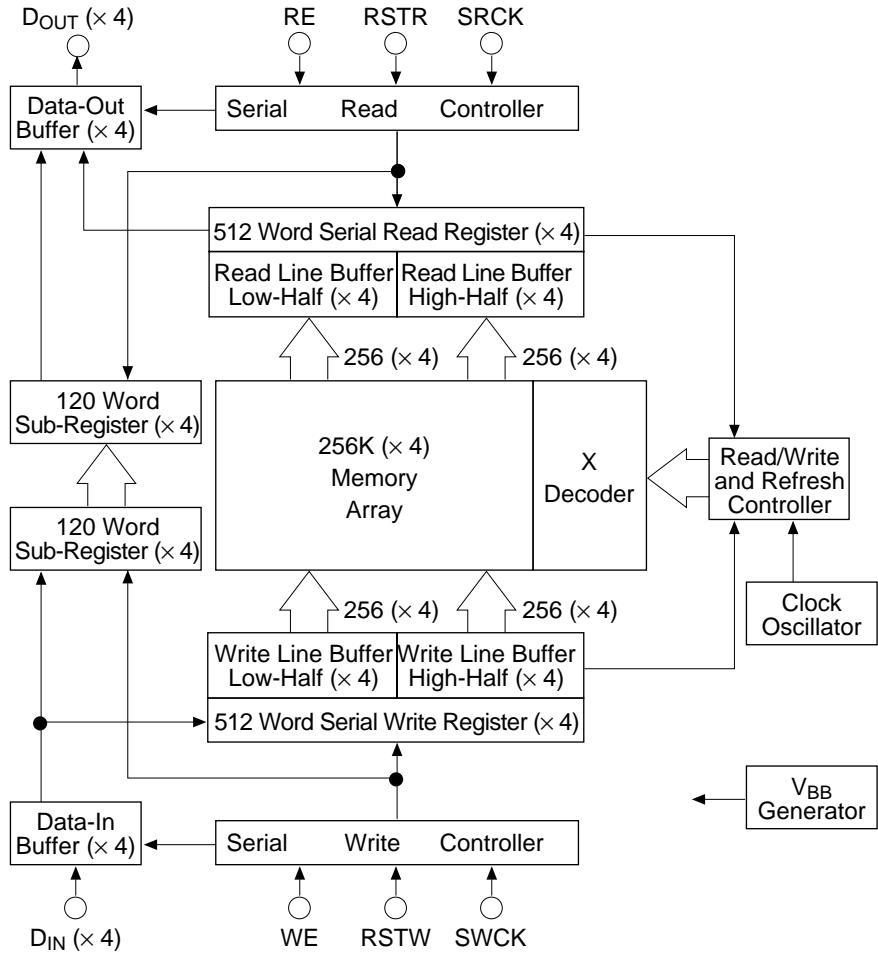 DOUT (× 4)
RE
RSTR
SRCK
Data-Out
Buffer (× 4)
Serial Read Controller
512 Word Serial Read Register (× 4)
Read Line Buffer
Low-Half (× 4)
Read Line Buffer
High-Half (× 4)
256 (× 4)
256 (× 4)
120 Word
Sub-Register (× 4)
256K (× 4)
Memory
Array
X
Decoder
Read/Write
and Refresh
Controller
120 Word
Sub-Register (× 4)
256 (× 4)
256 (× 4)
Clock
Oscillator
Write Line Buffer
Low-Half (× 4)
Write Line Buffer
High-Half (× 4)
512 Word Serial Write Register (× 4)
VBB
Generator
Data-In
Buffer (× 4)
Serial Write Controller
DIN (× 4)
WE
RSTW
SWCK